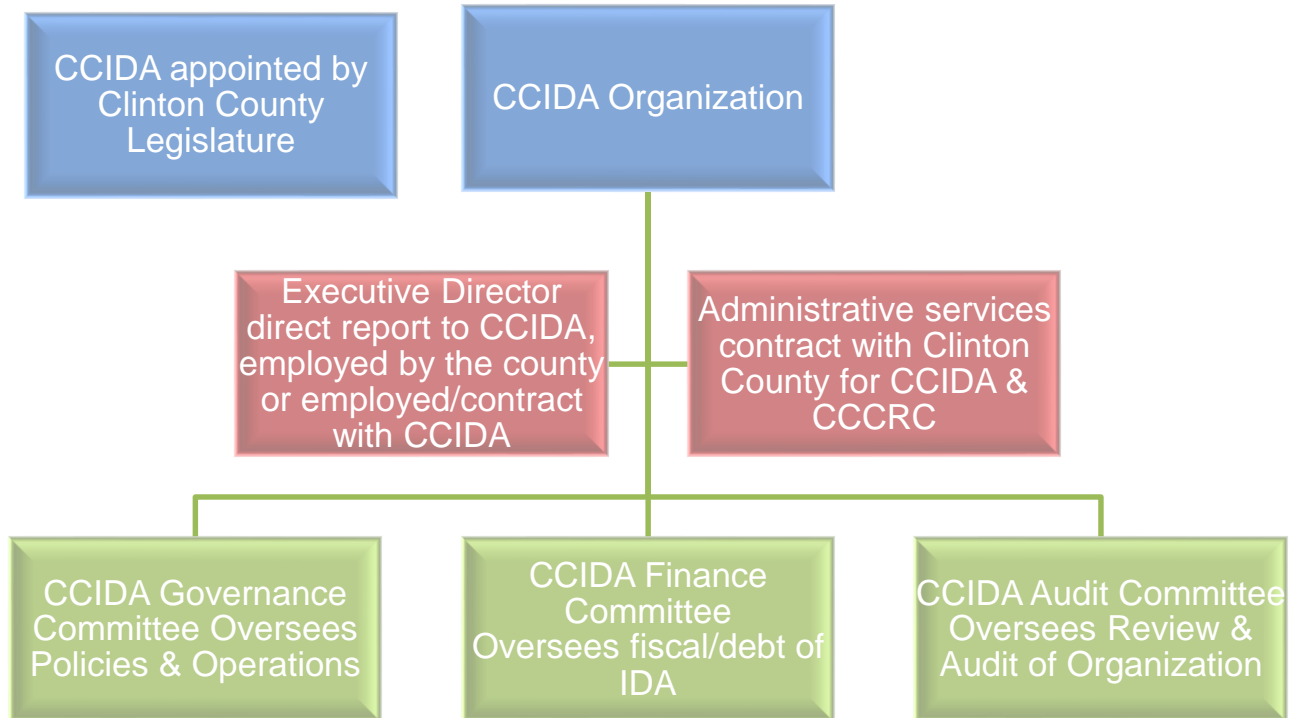 CCIDA appointed by
Clinton County
Legislature
CCIDA Organization
Executive Director
direct report to CCIDA,
employed by the county
or employed/contract
with CCIDA
Administrative services
contract with Clinton
County for CCIDA &
CCCRC
CCIDA Governance
Committee Oversees
Policies & Operations
CCIDA Finance
Committee
Oversees fiscal/debt of
IDA
CCIDA Audit Committee
Oversees Review &
Audit of Organization